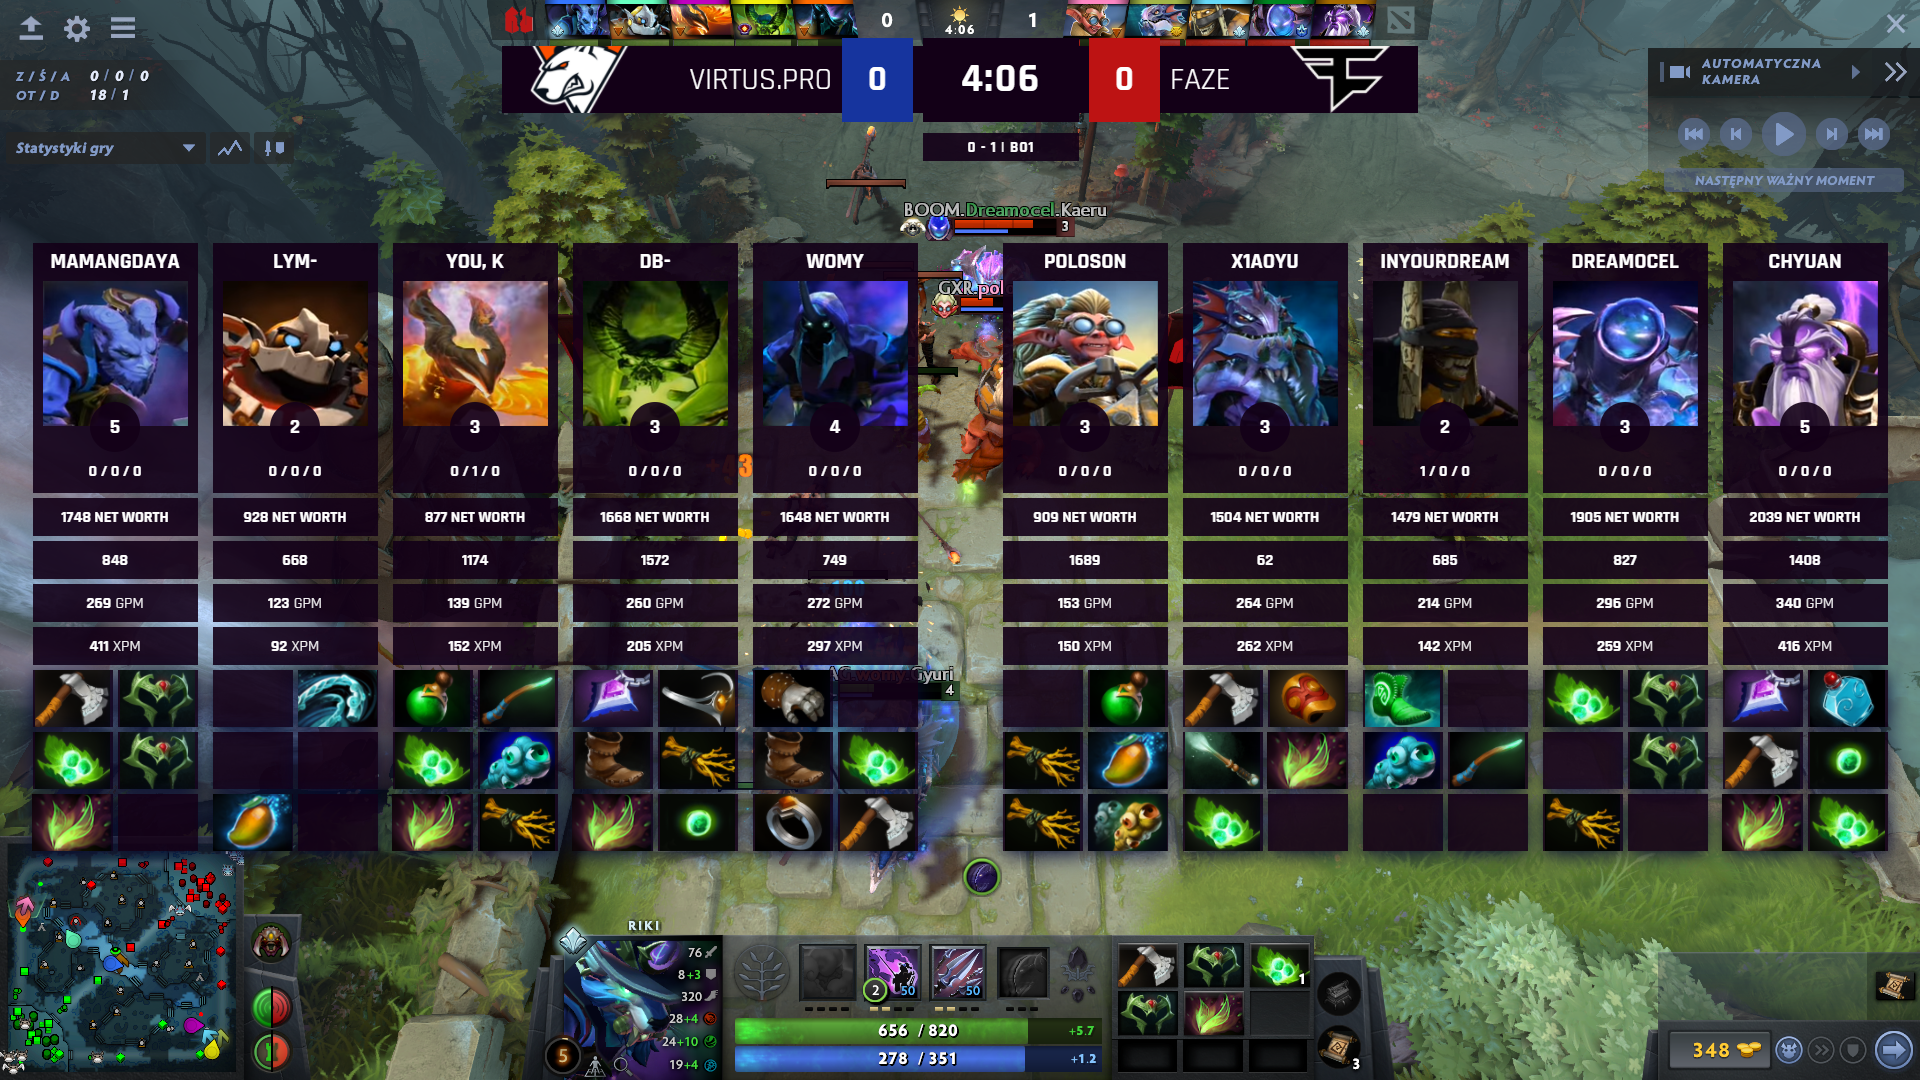 0
4:06
1
Z / Ś / A 0 / 0 / 0
OT / D 18 / 1
VIRTUS.PRO 0 4:06 0 FAZE
0 - 1 | BO1
AUTOMATYCZNA KAMERA
NASTĘPNY WAŻNY MOMENT
Statystyki gry
BOOM.Dreamocel.Kaeru
3
GXR.pol
MAMANGDAYA LYM- YOU, K DB- WOMY POLOSON X1AOYU INYOURDREAM DREAMOCEL CHYUAN
5 2 3 3 4 3 3 2 3 5
0 / 0 / 0 0 / 0 / 0 0 / 1 / 0 0 / 0 / 0 0 / 0 / 0 0 / 0 / 0 0 / 0 / 0 1 / 0 / 0 0 / 0 / 0 0 / 0 / 0
1748 NET WORTH 928 NET WORTH 877 NET WORTH 1668 NET WORTH 1648 NET WORTH 909 NET WORTH 1504 NET WORTH 1479 NET WORTH 1905 NET WORTH 2039 NET WORTH
848 668 1174 1572 749 1689 62 685 827 1408
269 GPM 123 GPM 139 GPM 260 GPM 272 GPM 153 GPM 264 GPM 214 GPM 296 GPM 340 GPM
411 XPM 92 XPM 152 XPM 205 XPM 297 XPM 150 XPM 262 XPM 142 XPM 259 XPM 416 XPM
AG.womy.Gyuri
4
RIKI
76
8+3
320
28+4
24+10
19+4
5
2
50
50
656 / 820 +5.7
278 / 351 +1.2
1
3
348